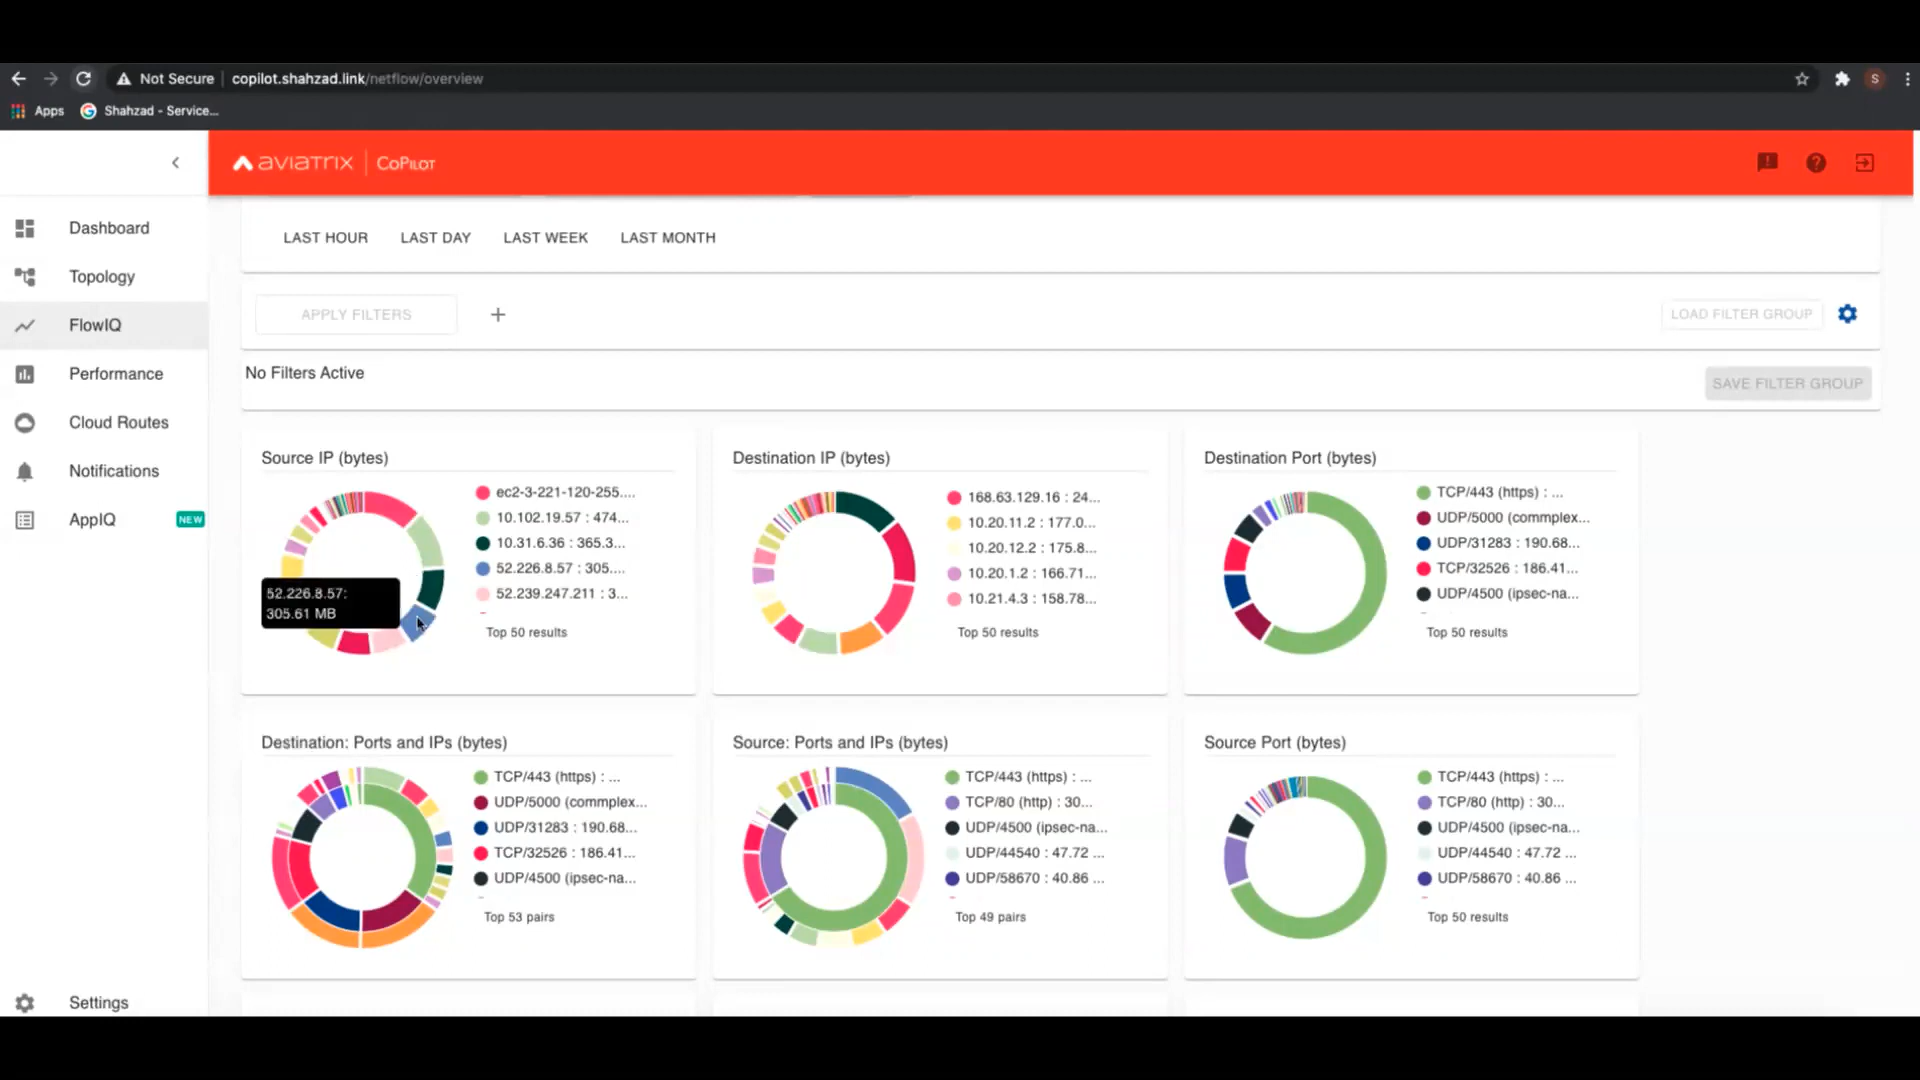 Not Secure copilot.shahzad.link/netflow/overview S
Apps Shahzad - Service...
aviatrix CoPilot
Dashboard
Topology
FlowIQ
Performance
Cloud Routes
Notifications
AppIQ NEW
Settings
LAST HOUR LAST DAY LAST WEEK LAST MONTH
APPLY FILTERS + LOAD FILTER GROUP
No Filters Active SAVE FILTER GROUP
Source IP (bytes)
ec2-3-221-120-255....
10.102.19.57 : 474...
10.31.6.36 : 365.3...
52.226.8.57 : 305....
52.239.247.211 : 3...
Top 50 results
52.226.8.57:
305.61 MB
Destination IP (bytes)
168.63.129.16 : 24...
10.20.11.2 : 177.0...
10.20.12.2 : 175.8...
10.20.1.2 : 166.71...
10.21.4.3 : 158.78...
Top 50 results
Destination Port (bytes)
TCP/443 (https) : ...
UDP/5000 (commplex...
UDP/31283 : 190.68...
TCP/32526 : 186.41...
UDP/4500 (ipsec-na...
Top 50 results
Destination: Ports and IPs (bytes)
TCP/443 (https) : ...
UDP/5000 (commplex...
UDP/31283 : 190.68...
TCP/32526 : 186.41...
UDP/4500 (ipsec-na...
Top 53 pairs
Source: Ports and IPs (bytes)
TCP/443 (https) : ...
TCP/80 (http) : 30...
UDP/4500 (ipsec-na...
UDP/44540 : 47.72 ...
UDP/58670 : 40.86 ...
Top 49 pairs
Source Port (bytes)
TCP/443 (https) : ...
TCP/80 (http) : 30...
UDP/4500 (ipsec-na...
UDP/44540 : 47.72 ...
UDP/58670 : 40.86 ...
Top 50 results